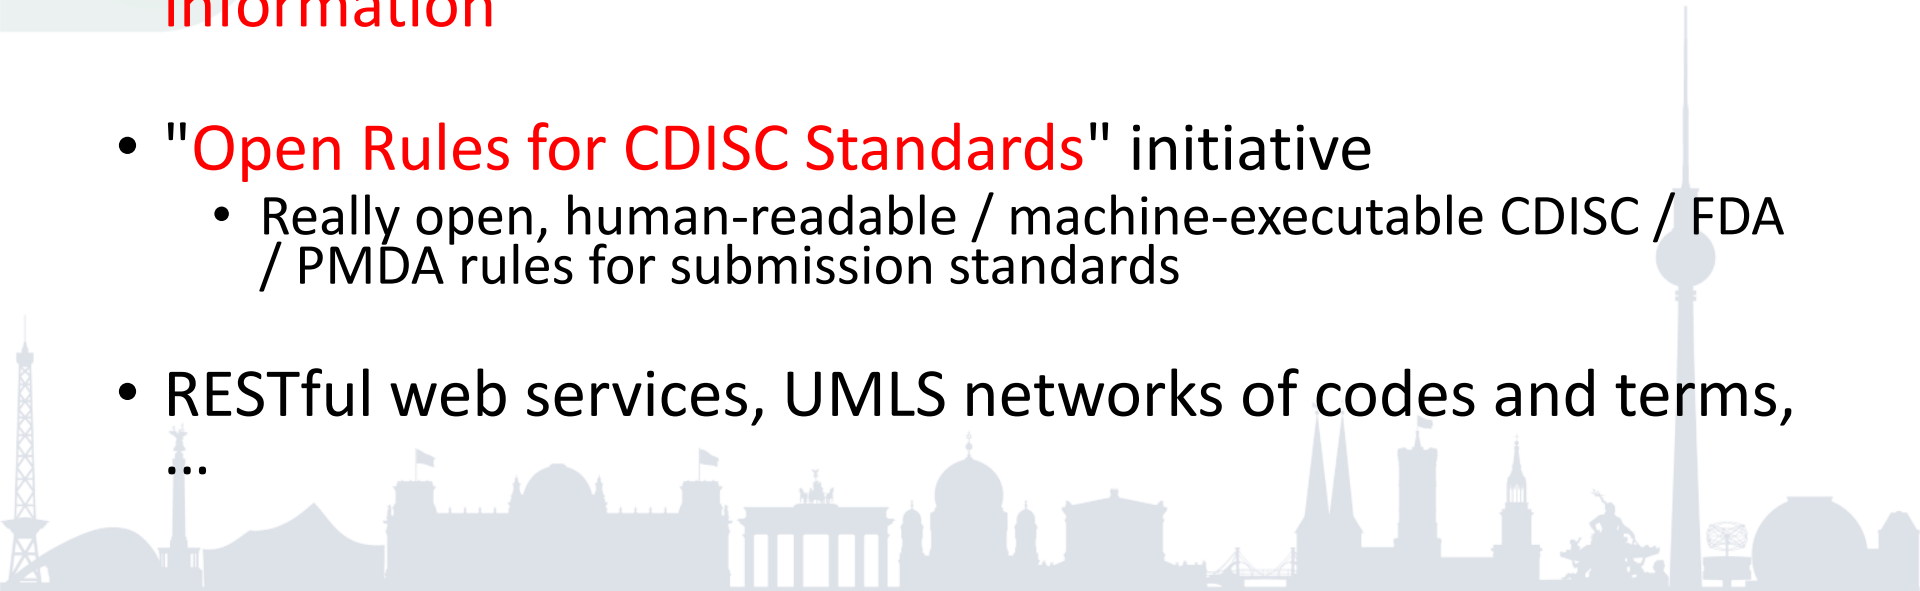 information
• "Open Rules for CDISC Standards" initiative
• Really open, human-readable / machine-executable CDISC / FDA
/ PMDA rules for submission standards
• RESTful web services, UMLS networks of codes and terms,
...